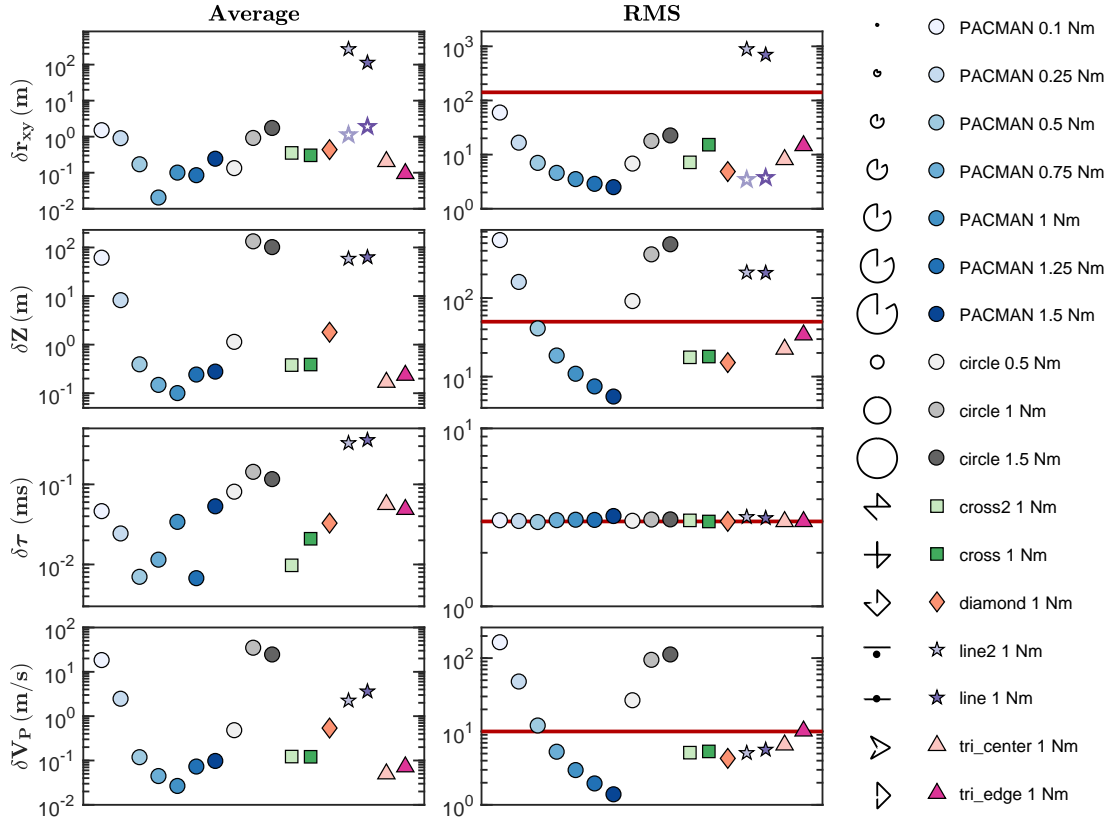 Average
RMS
δr_xy (m)
10^2
10^1
10^0
10^-1
10^-2
10^3
10^2
10^1
10^0
δZ (m)
10^2
10^1
10^0
10^-1
10^2
10^1
δτ (ms)
10^-1
10^-2
10^1
10^0
δV_P (m/s)
10^2
10^1
10^0
10^-1
10^-2
10^2
10^1
10^0
PACMAN 0.1 Nm
PACMAN 0.25 Nm
PACMAN 0.5 Nm
PACMAN 0.75 Nm
PACMAN 1 Nm
PACMAN 1.25 Nm
PACMAN 1.5 Nm
circle 0.5 Nm
circle 1 Nm
circle 1.5 Nm
cross2 1 Nm
cross 1 Nm
diamond 1 Nm
line2 1 Nm
line 1 Nm
tri_center 1 Nm
tri_edge 1 Nm